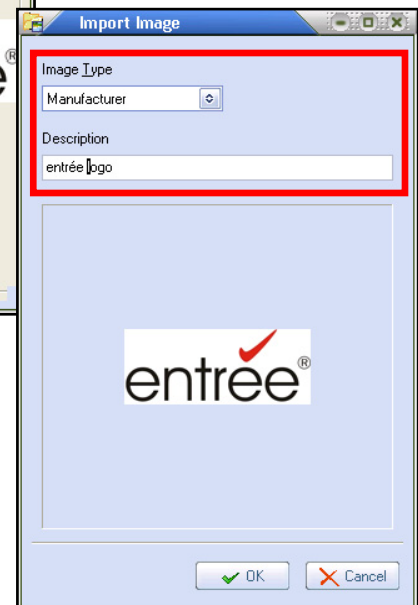 Import Image
Image Type
Manufacturer
Description
entrée logo
entrée®
OK
Cancel